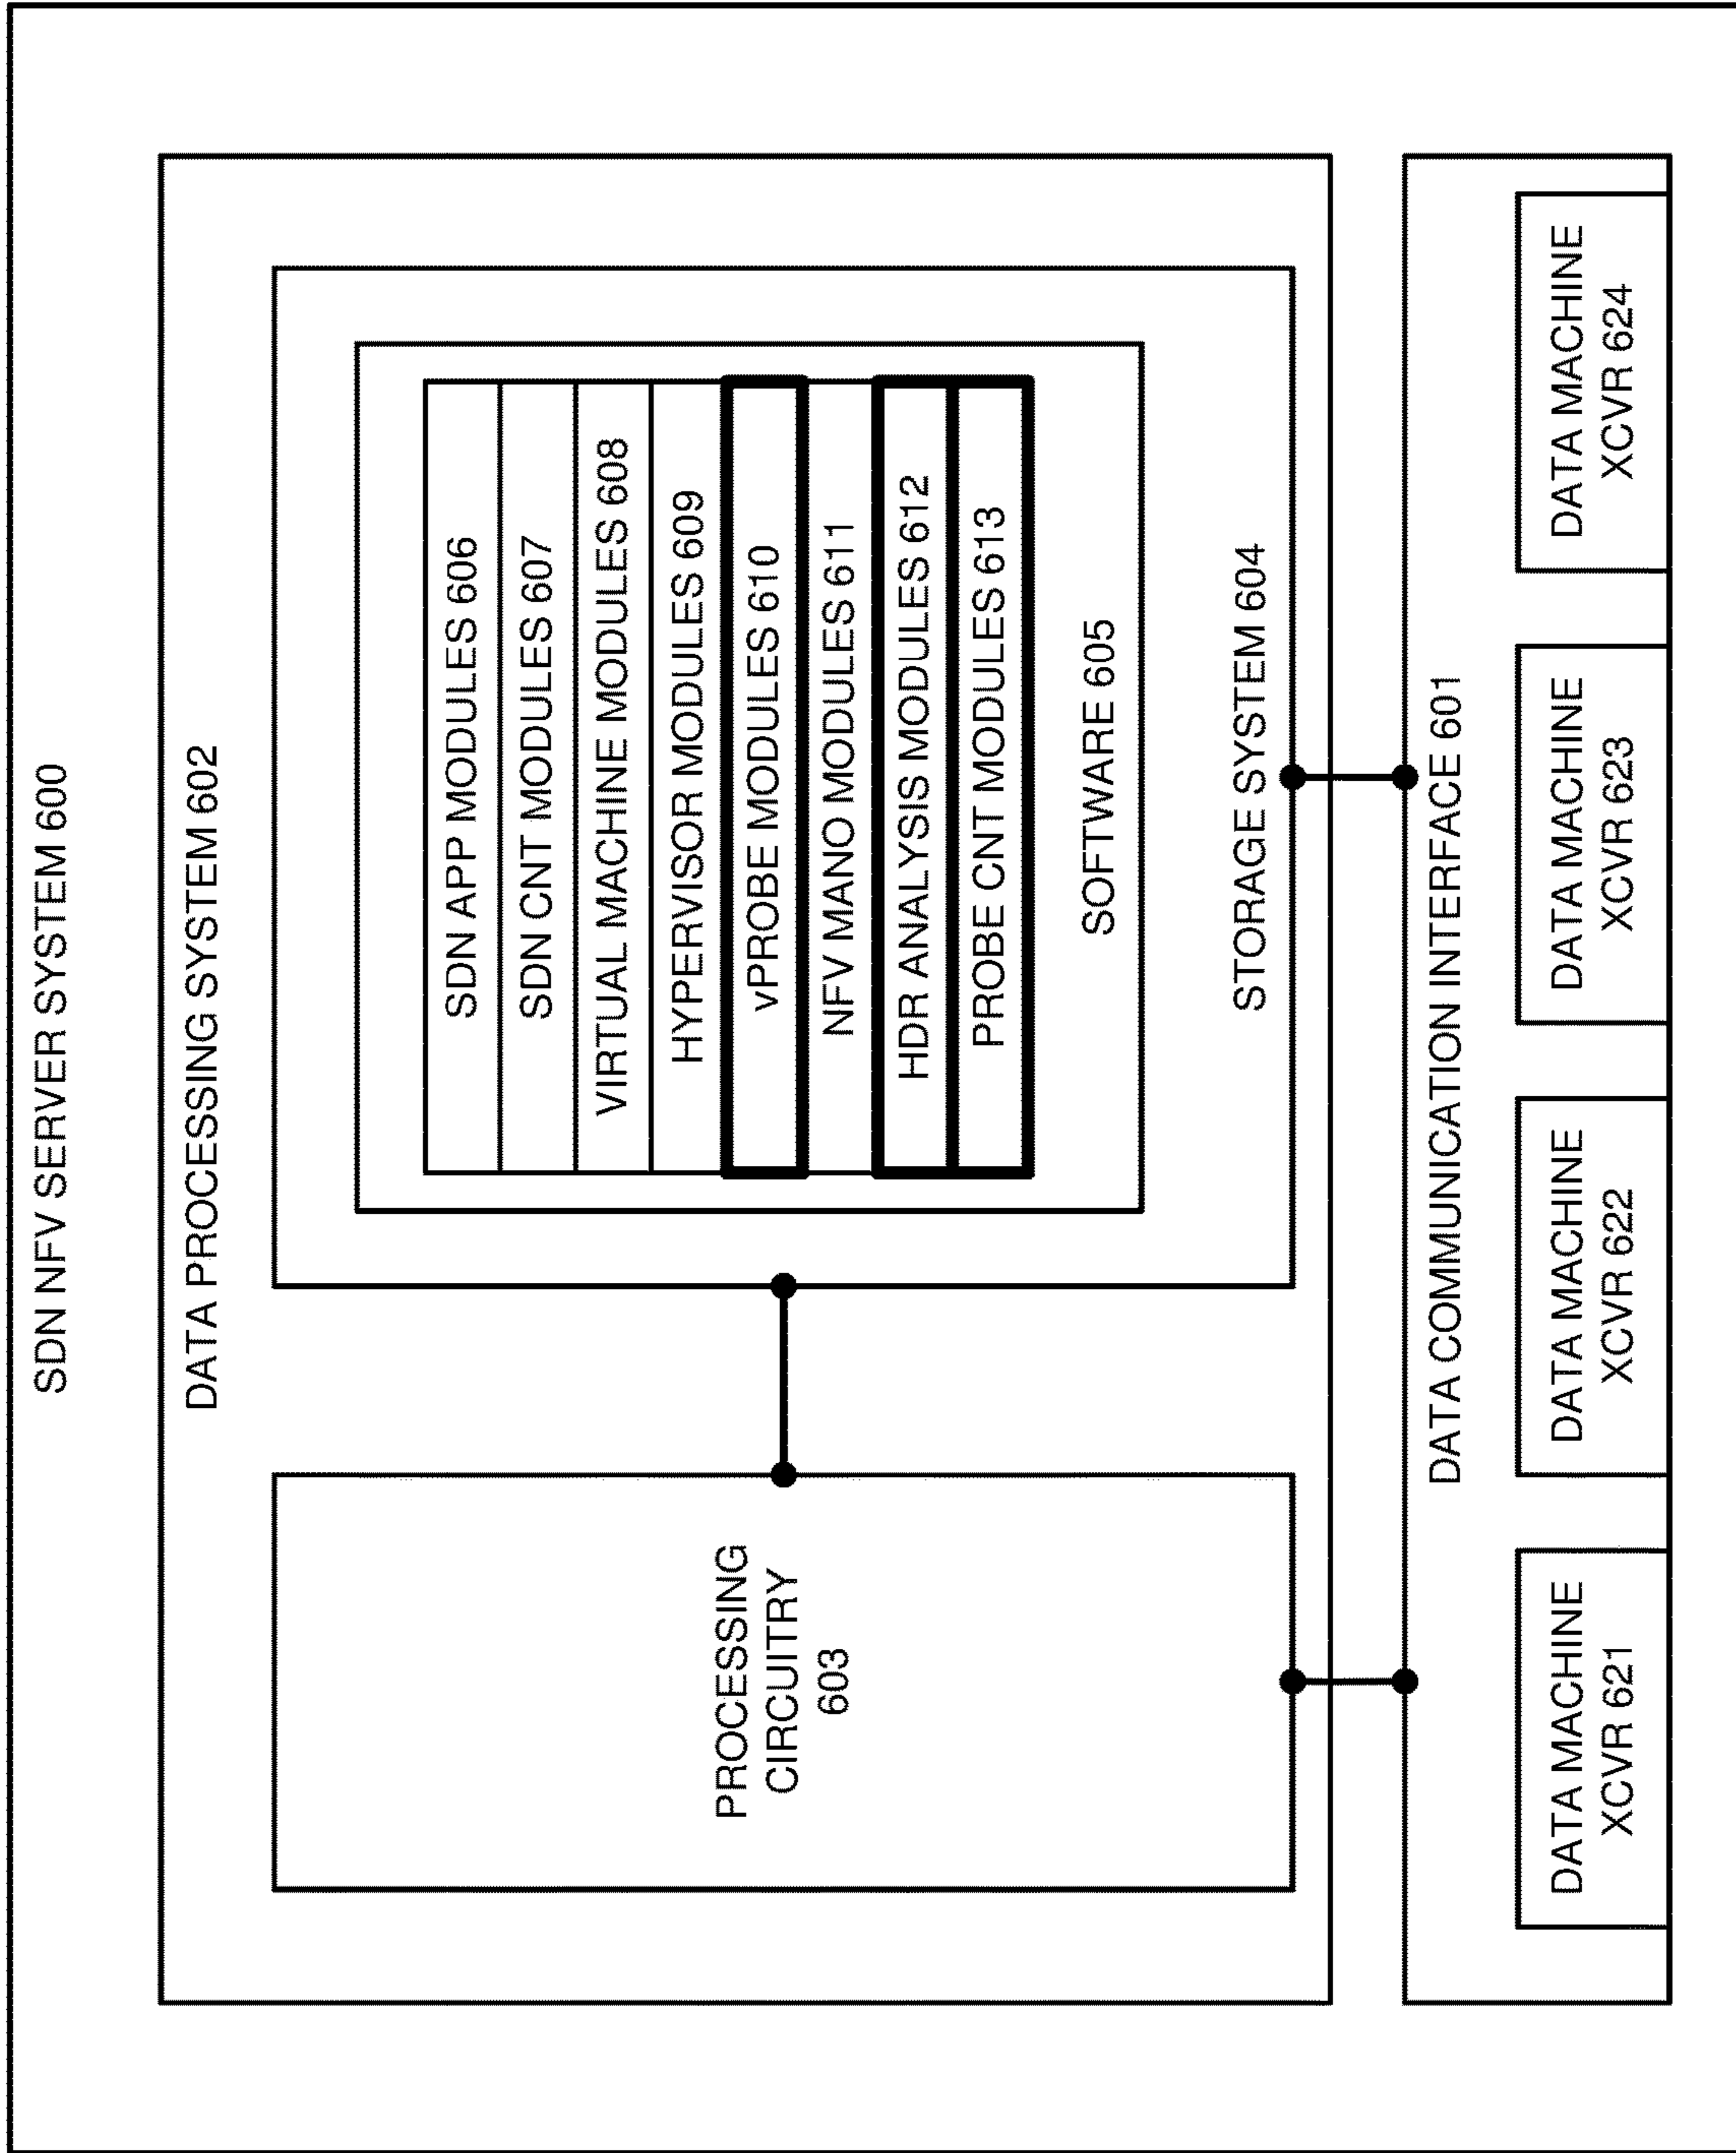 SDN NFV SERVER SYSTEM 600
DATA PROCESSING SYSTEM 602
PROCESSING
CIRCUITRY
603
SDN APP MODULES 606
SDN CNT MODULES 607
VIRTUAL MACHINE MODULES 608
HYPERVISOR MODULES 609
vPROBE MODULES 610
NFV MANO MODULES 611
HDR ANALYSIS MODULES 612
PROBE CNT MODULES 613
SOFTWARE 605
STORAGE SYSTEM 604
DATA COMMUNICATION INTERFACE 601
DATA MACHINE
XCVR 621
DATA MACHINE
XCVR 622
DATA MACHINE
XCVR 623
DATA MACHINE
XCVR 624